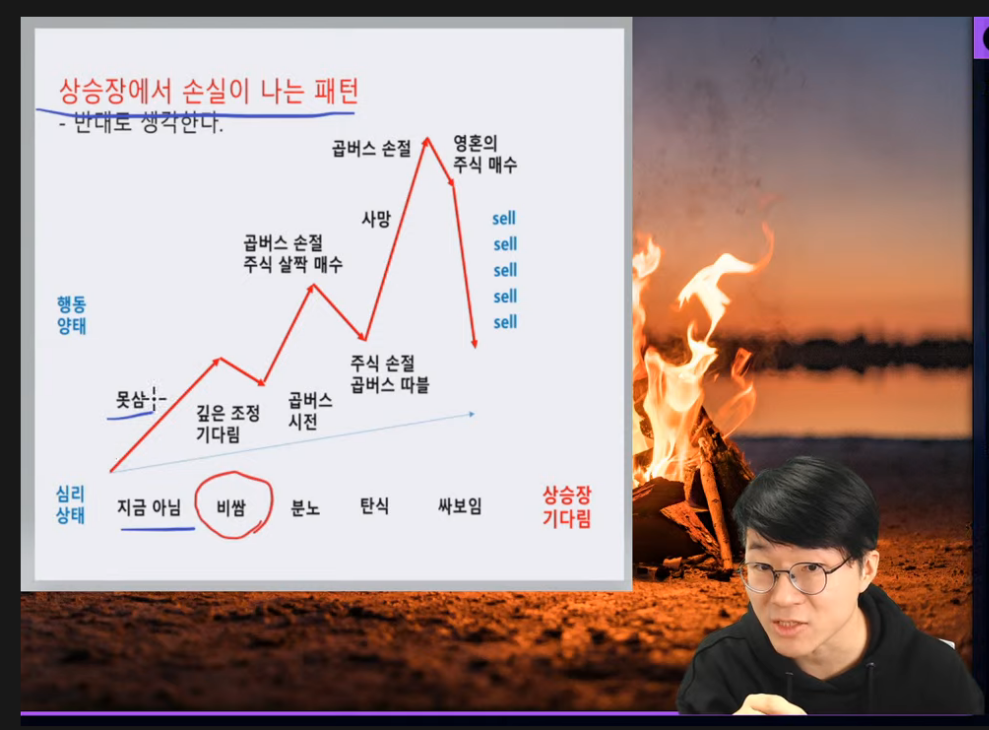 상승장에서 손실이 나는 패턴
- 반대로 생각한다.
곱버스 손절
영혼의
주식 매수
사망
sell
sell
sell
sell
sell
곱버스 손절
주식 살짝 매수
행동
양태
못삼
깊은 조정
기다림
곱버스
시전
주식 손절
곱버스 따블
심리
상태
지금 아님
비쌈
분노
탄식
싸보임
상승장
기다림